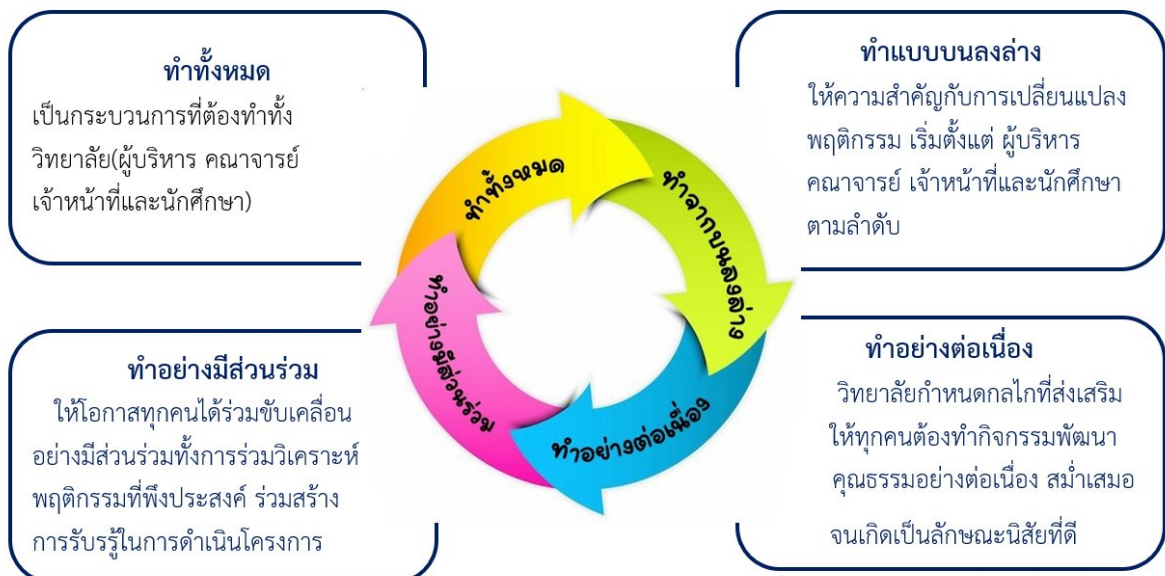 ทำทั้งหมด
เป็นกระบวนการที่ต้องทำทั้ง
วิทยาลัย(ผู้บริหาร คณาจารย์
เจ้าหน้าที่และนักศึกษา)
ทำแบบบนลงล่าง
ให้ความสำคัญกับการเปลี่ยนแปลง
พฤติกรรม เริ่มตั้งแต่ ผู้บริหาร
คณาจารย์ เจ้าหน้าที่และนักศึกษา
ตามลำดับ
ทำทั้งหมด
ทำจากบนลงล่าง
ทำอย่างต่อเนื่อง
ทำอย่างมีส่วนร่วม
ทำอย่างมีส่วนร่วม
ให้โอกาสทุกคนได้ร่วมขับเคลื่อน
อย่างมีส่วนร่วมทั้งการร่วมวิเคราะห์
พฤติกรรมที่พึงประสงค์ ร่วมสร้าง
การรับรรู้ในการดำเนินโครงการ
ทำอย่างต่อเนื่อง
วิทยาลัยกำหนดกลไกที่ส่งเสริม
ให้ทุกคนต้องทำกิจกรรมพัฒนา
คุณธรรมอย่างต่อเนื่อง สม่ำเสมอ
จนเกิดเป็นลักษณะนิสัยที่ดี